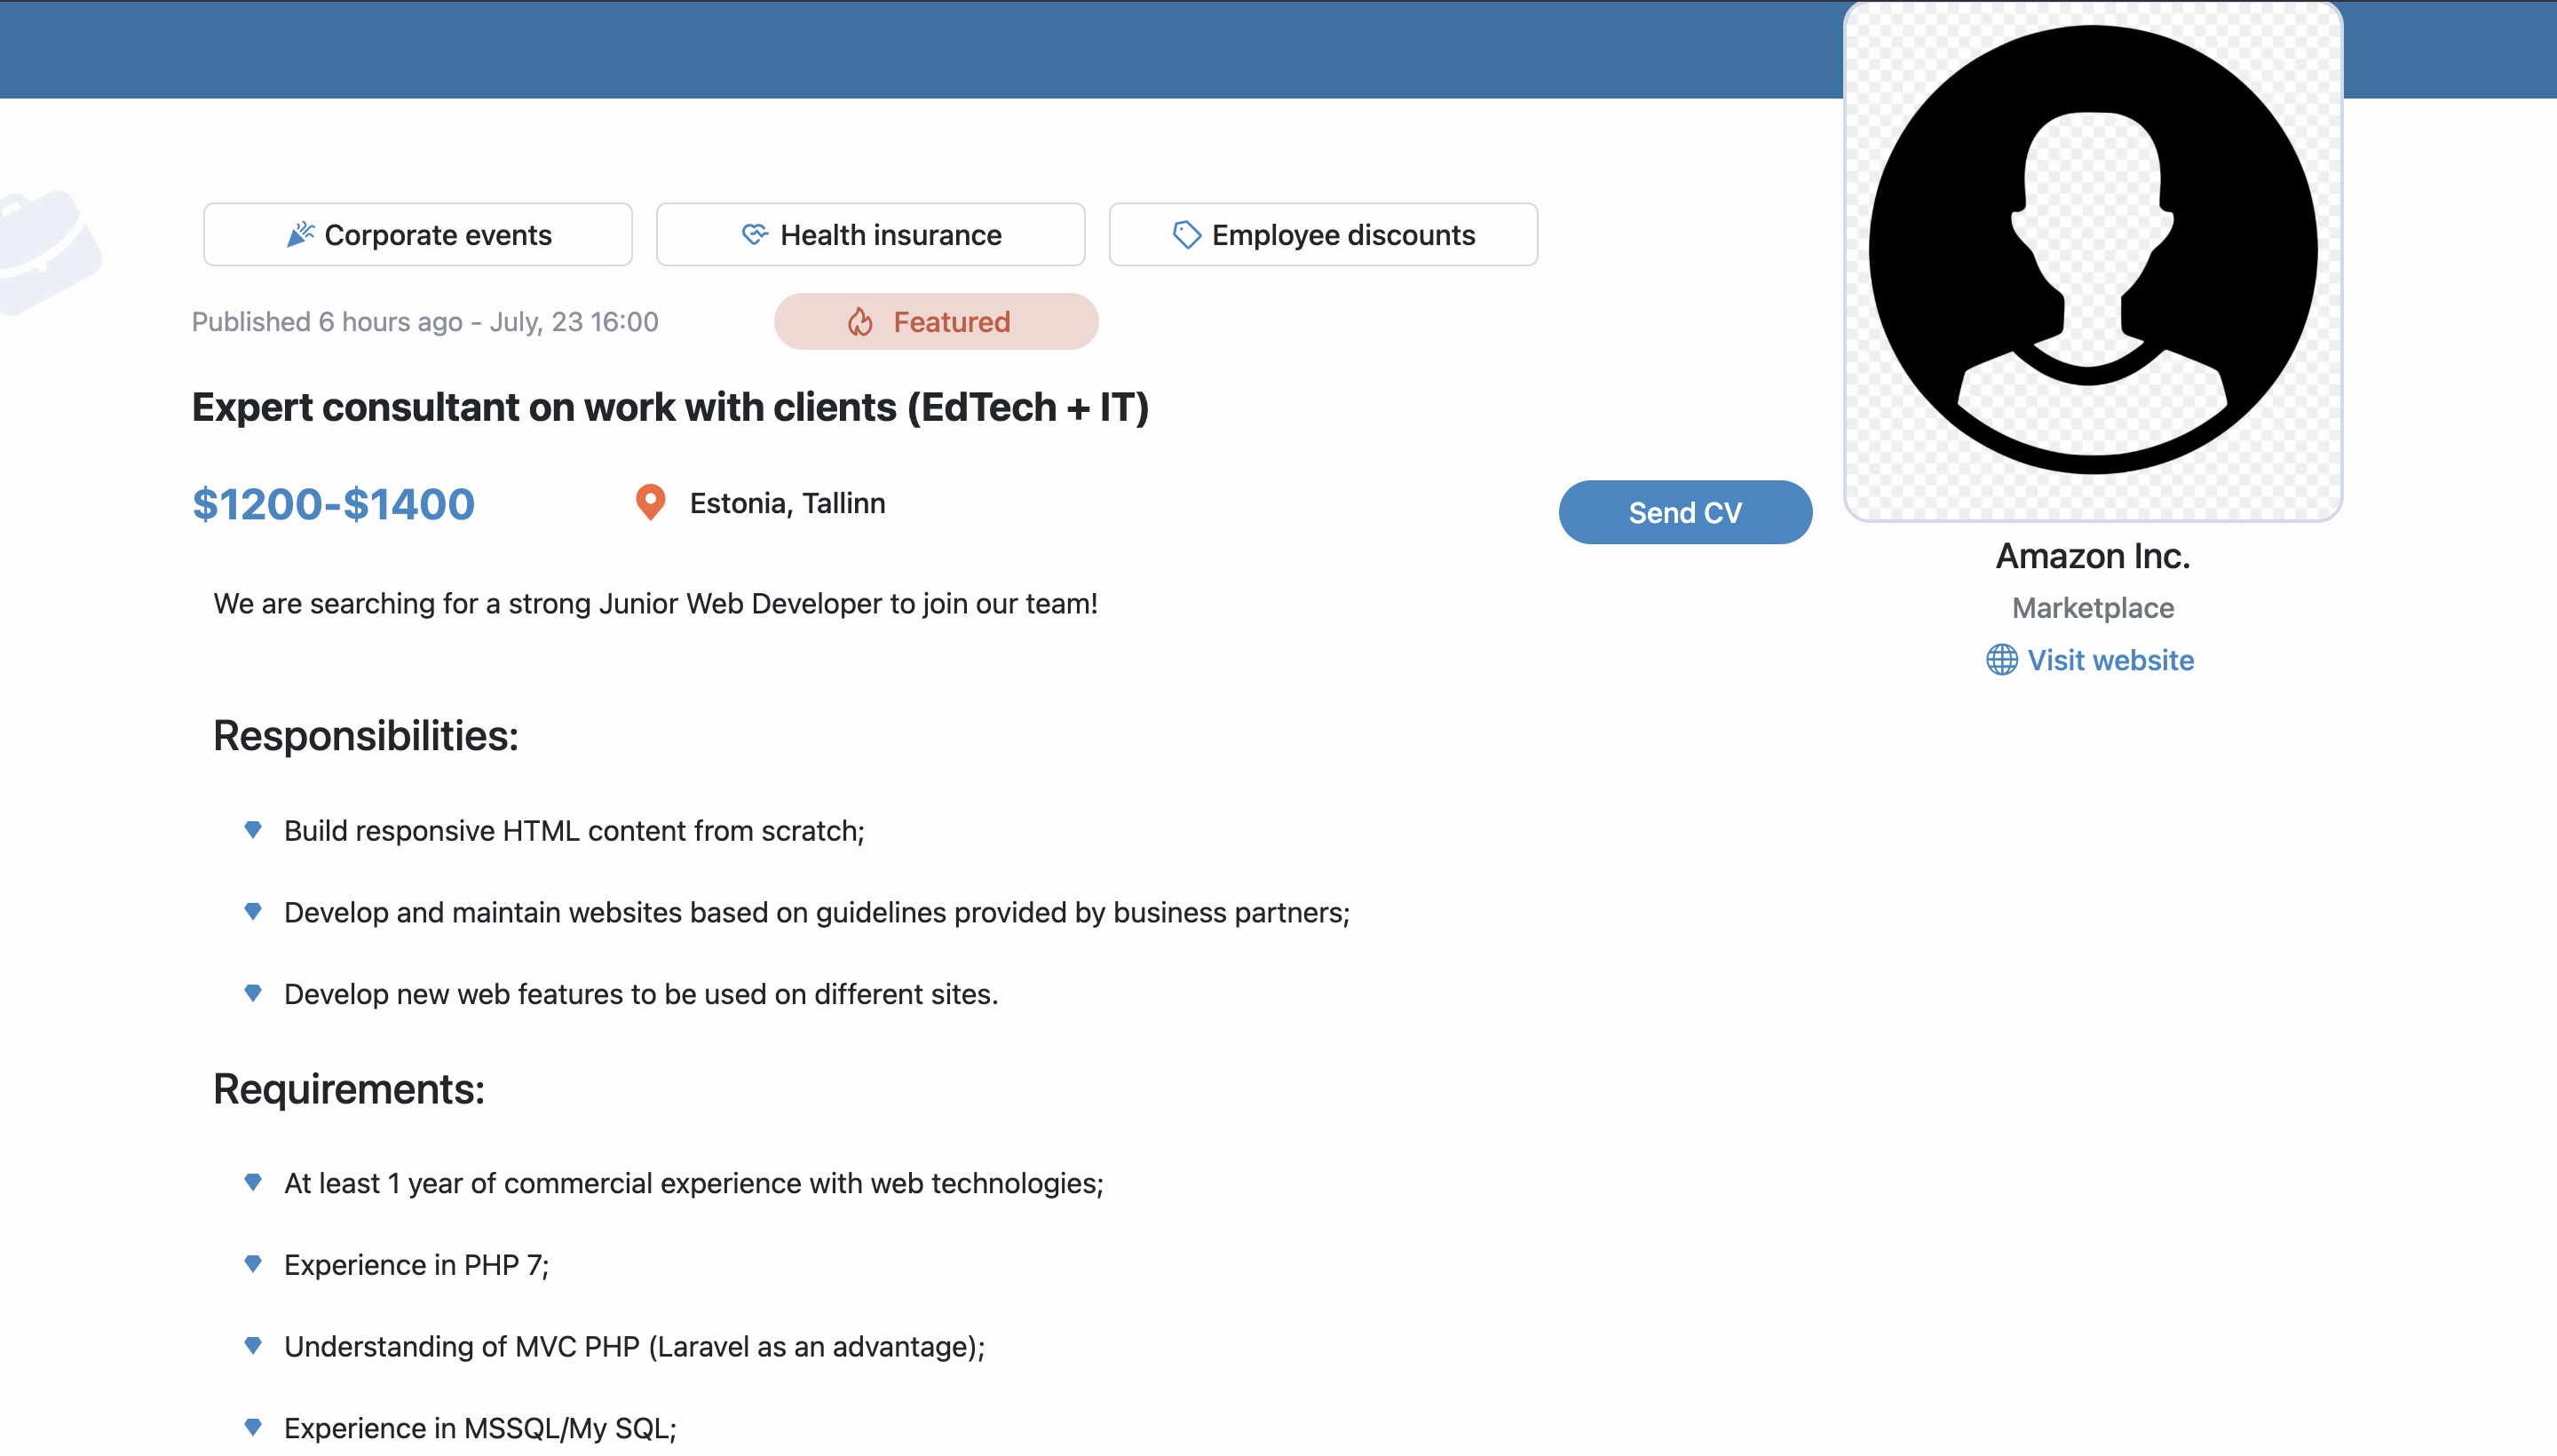 Corporate events
Health insurance
Employee discounts
Published 6 hours ago - July, 23 16:00
Featured
Expert consultant on work with clients (EdTech + IT)
$1200-$1400
Estonia, Tallinn
Send CV
We are searching for a strong Junior Web Developer to join our team!
Responsibilities:
Build responsive HTML content from scratch;
Develop and maintain websites based on guidelines provided by business partners;
Develop new web features to be used on different sites.
Requirements:
At least 1 year of commercial experience with web technologies;
Experience in PHP 7;
Understanding of MVC PHP (Laravel as an advantage);
Experience in MSSQL/My SQL;
Amazon Inc.
Marketplace
Visit website